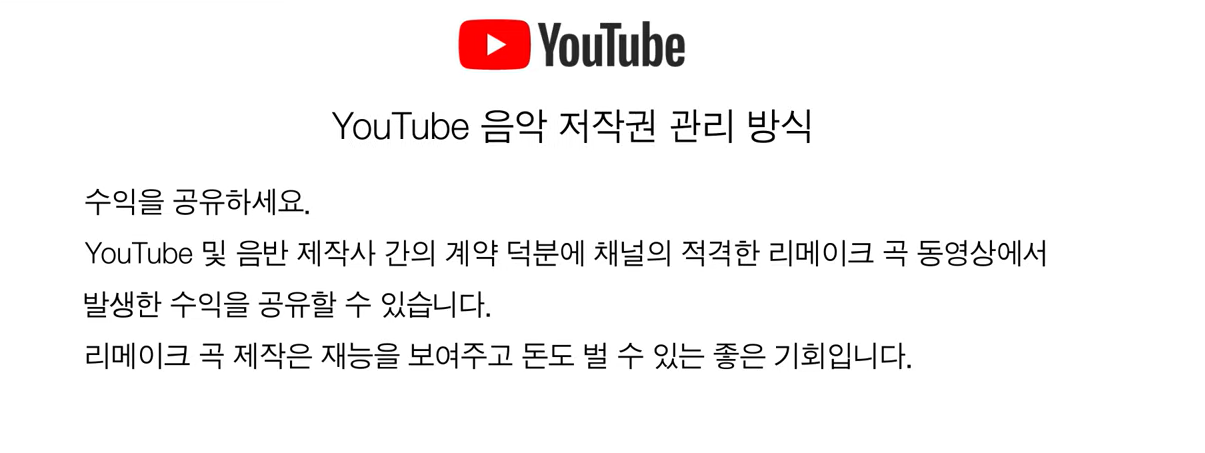 YouTube
YouTube 음악 저작권 관리 방식
수익을 공유하세요.
YouTube 및 음반 제작사 간의 계약 덕분에 채널의 적격한 리메이크 곡 동영상에서
발생한 수익을 공유할 수 있습니다.
리메이크 곡 제작은 재능을 보여주고 돈도 벌 수 있는 좋은 기회입니다.